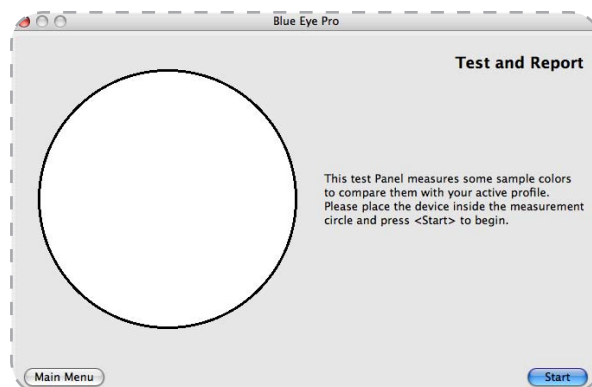 Blue Eye Pro
Test and Report
This test Panel measures some sample colors
to compare them with your active profile.
Please place the device inside the measurement
circle and press <Start> to begin.
Main Menu
Start